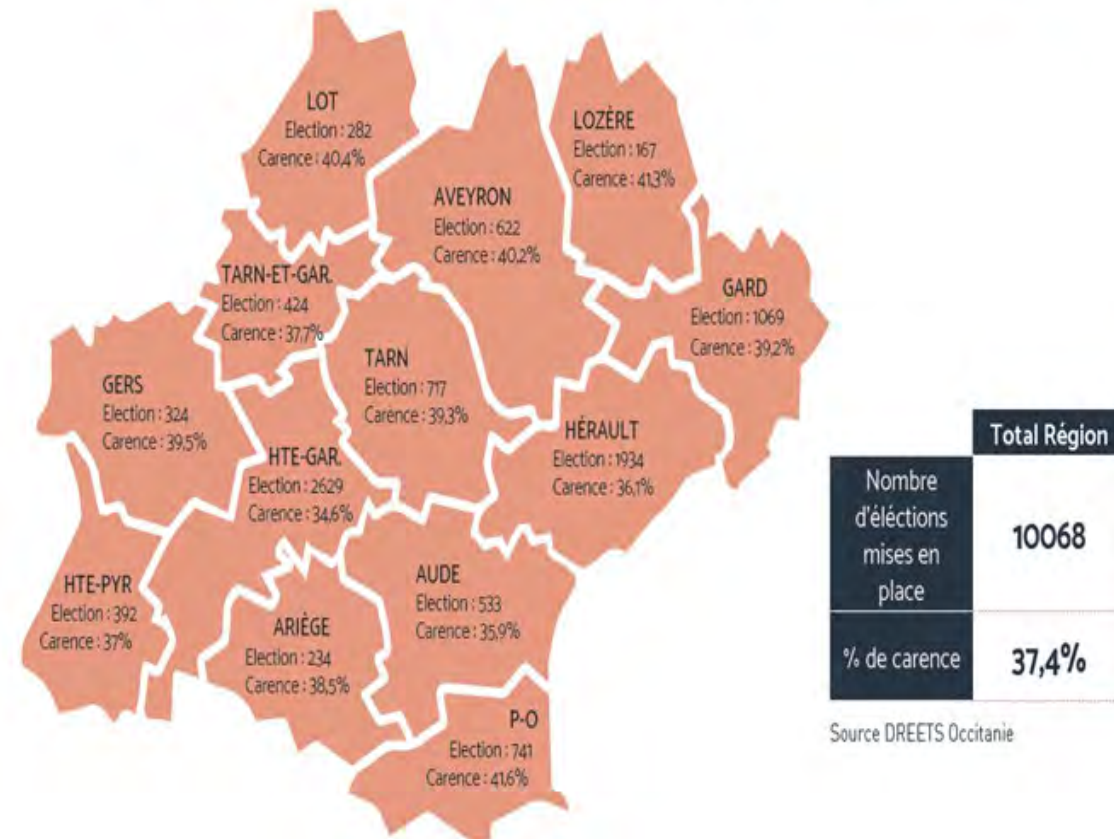 LOT
Election : 282
Carence : 40,4%
LOZÈRE
Election : 167
Carence : 41,3%
AVEYRON
Election : 622
Carence : 40,2%
TARN-ET-GAR.
Election : 424
Carence : 37,7%
GARD
Election : 1069
Carence : 39,2%
GERS
Election : 324
Carence : 39,5%
TARN
Election : 717
Carence : 39,3%
HÉRAULT
Election : 1934
Carence : 36,1%
HTE-GAR.
Election : 2629
Carence : 34,6%
HTE-PYR
Election : 392
Carence : 37%
ARIÈGE
Election : 234
Carence : 38,5%
AUDE
Election : 533
Carence : 35,9%
P-O
Election : 741
Carence : 41,6%
Total Région
Nombre
d'éléctions
mises en
place
10068
% de carence
37,4%
Source DREETS Occitanie